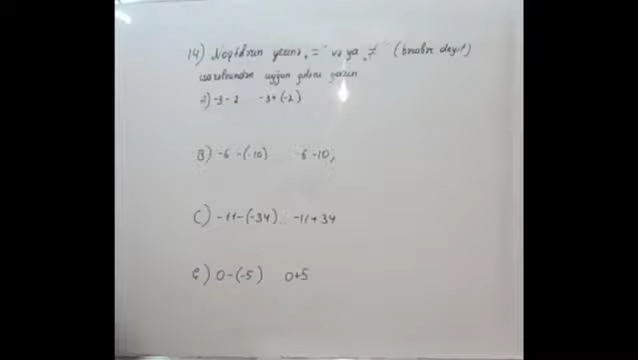 14) Nöqtələrin yerinə „=" və ya „≠" (bərabər deyil)
işarələrindən uyğun gələni yazın
A) -3-2 ... -3+(-2)
B) -6-(-10) ... -6-10;
C) -11-(-34) ... -11+34
Ç) 0-(-5) 0+5